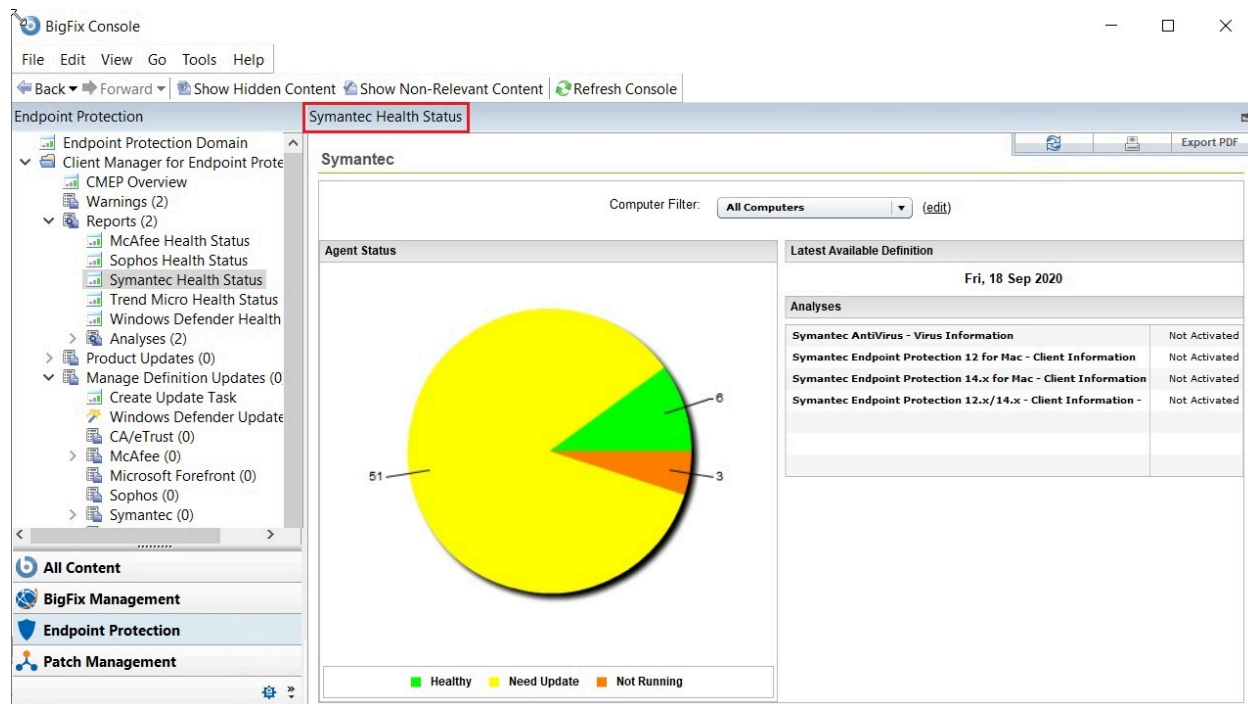 BigFix Console
File Edit View Go Tools Help
Back Forward Show Hidden Content Show Non-Relevant Content Refresh Console
Endpoint Protection
Endpoint Protection Domain
Client Manager for Endpoint Prote
CMEP Overview
Warnings (2)
Reports (2)
McAfee Health Status
Sophos Health Status
Symantec Health Status
Trend Micro Health Status
Windows Defender Health
Analyses (2)
Product Updates (0)
Manage Definition Updates (0
Create Update Task
Windows Defender Update
CA/eTrust (0)
McAfee (0)
Microsoft Forefront (0)
Sophos (0)
Symantec (0)
All Content
BigFix Management
Endpoint Protection
Patch Management
Symantec Health Status
Export PDF
Symantec
Computer Filter: All Computers (edit)
Agent Status
6
51
3
Healthy Need Update Not Running
Latest Available Definition
Fri, 18 Sep 2020
Analyses
Symantec AntiVirus - Virus Information Not Activated
Symantec Endpoint Protection 12 for Mac - Client Information Not Activated
Symantec Endpoint Protection 14.x for Mac - Client Information Not Activated
Symantec Endpoint Protection 12.x/14.x - Client Information - Not Activated